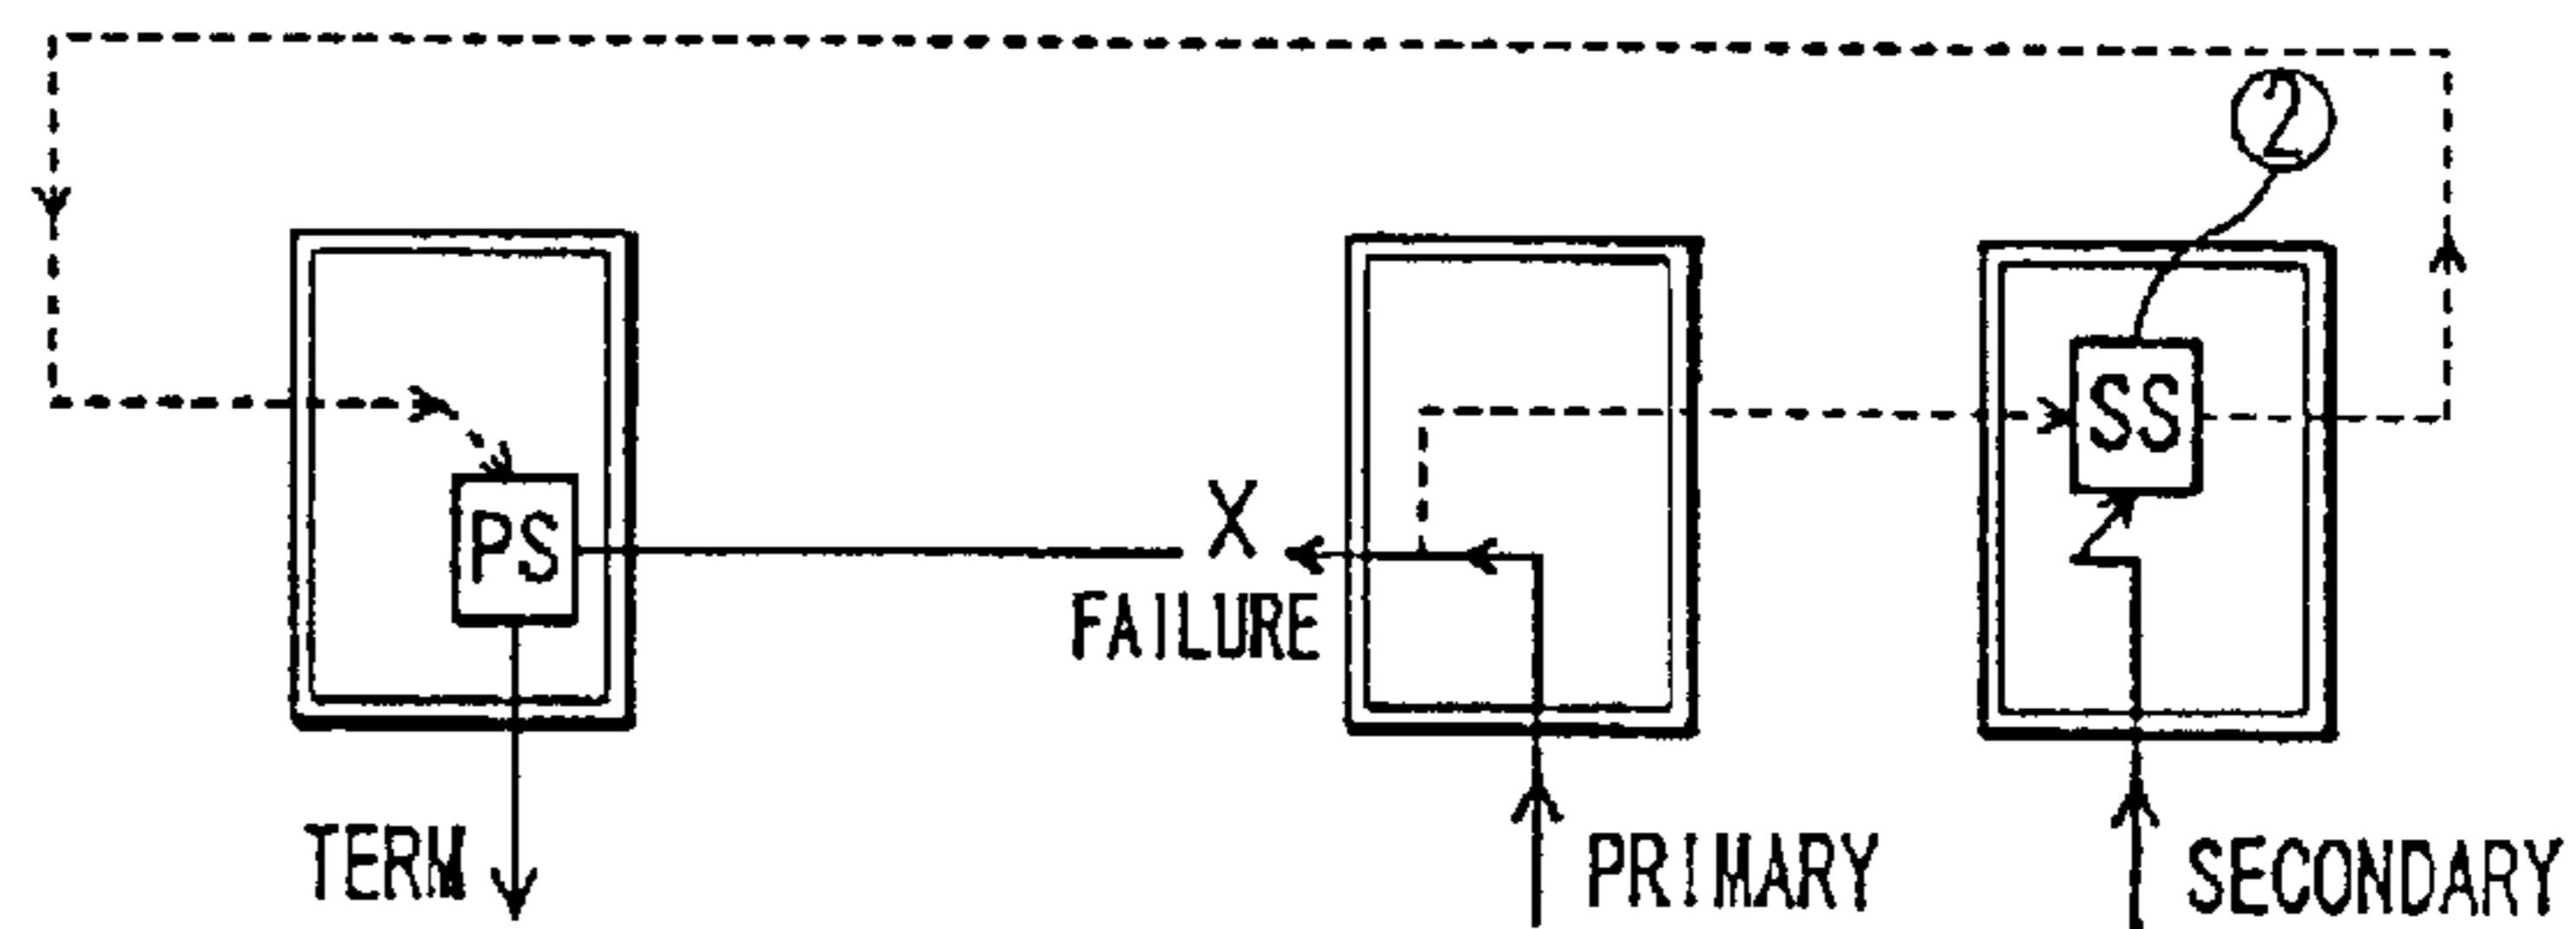 2
SS
PS
X
FAILURE
TERM
PRIMARY
SECONDARY